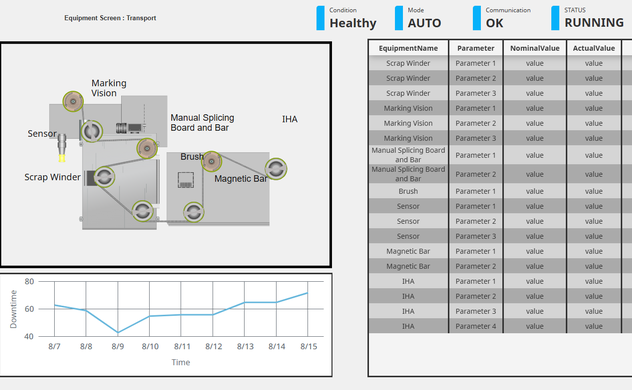 Equipment Screen : Transport
Condition
Healthy
Mode
AUTO
Communication
OK
STATUS
RUNNING
Marking
Vision
Manual Splicing
Board and Bar
IHA
Sensor
Brush
Scrap Winder
Magnetic Bar
80
60
40
Downtime
8/7 8/8 8/9 8/10 8/11 8/12 8/13 8/14 8/15
Time
EquipmentName Parameter NominalValue ActualValue
Scrap Winder Parameter 1 value value
Scrap Winder Parameter 2 value value
Scrap Winder Parameter 3 value value
Marking Vision Parameter 1 value value
Marking Vision Parameter 2 value value
Marking Vision Parameter 3 value value
Manual Splicing Board
and Bar Parameter 1 value value
Manual Splicing Board
and Bar Parameter 2 value value
Brush Parameter 1 value value
Sensor Parameter 1 value value
Sensor Parameter 2 value value
Sensor Parameter 3 value value
Magnetic Bar Parameter 1 value value
Magnetic Bar Parameter 2 value value
IHA Parameter 1 value value
IHA Parameter 2 value value
IHA Parameter 3 value value
IHA Parameter 4 value value